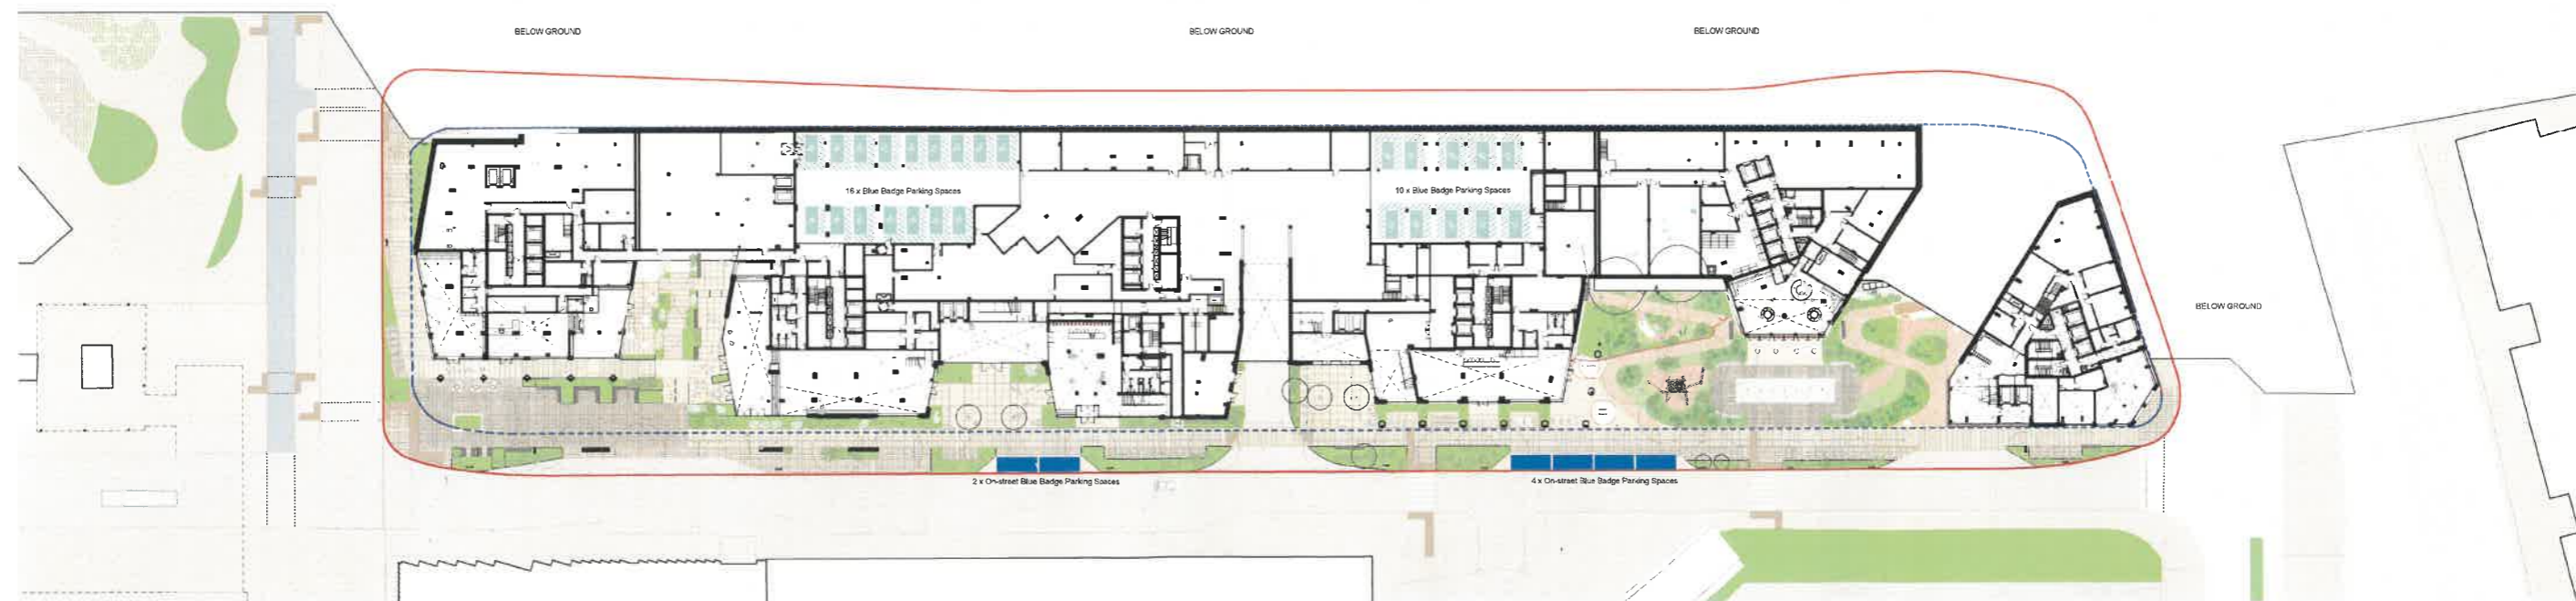 BELOW GROUND
BELOW GROUND
BELOW GROUND
16 x Blue Badge Parking Spaces
10 x Blue Badge Parking Spaces
BELOW GROUND
2 x On-street Blue Badge Parking Spaces
4 x On-street Blue Badge Parking Spaces